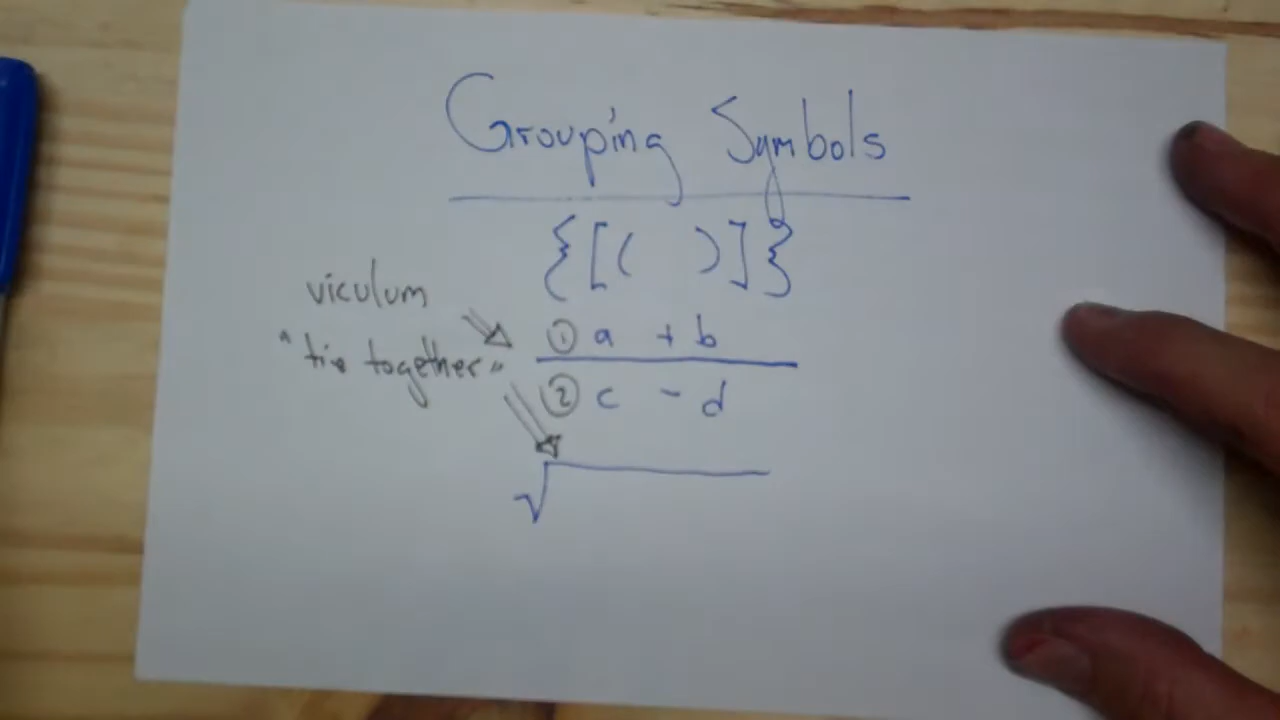 Grouping Symbols
{[( )]}
viculum
"tie together"
① a + b
② c - d
√